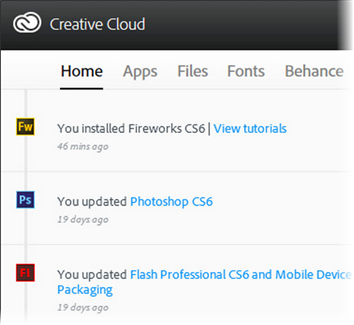 Creative Cloud
Home Apps Files Fonts Behance
Fw
You installed Fireworks CS6 | View tutorials
46 mins ago
Ps
You updated Photoshop CS6
19 days ago
Fl
You updated Flash Professional CS6 and Mobile Device
Packaging
19 days ago